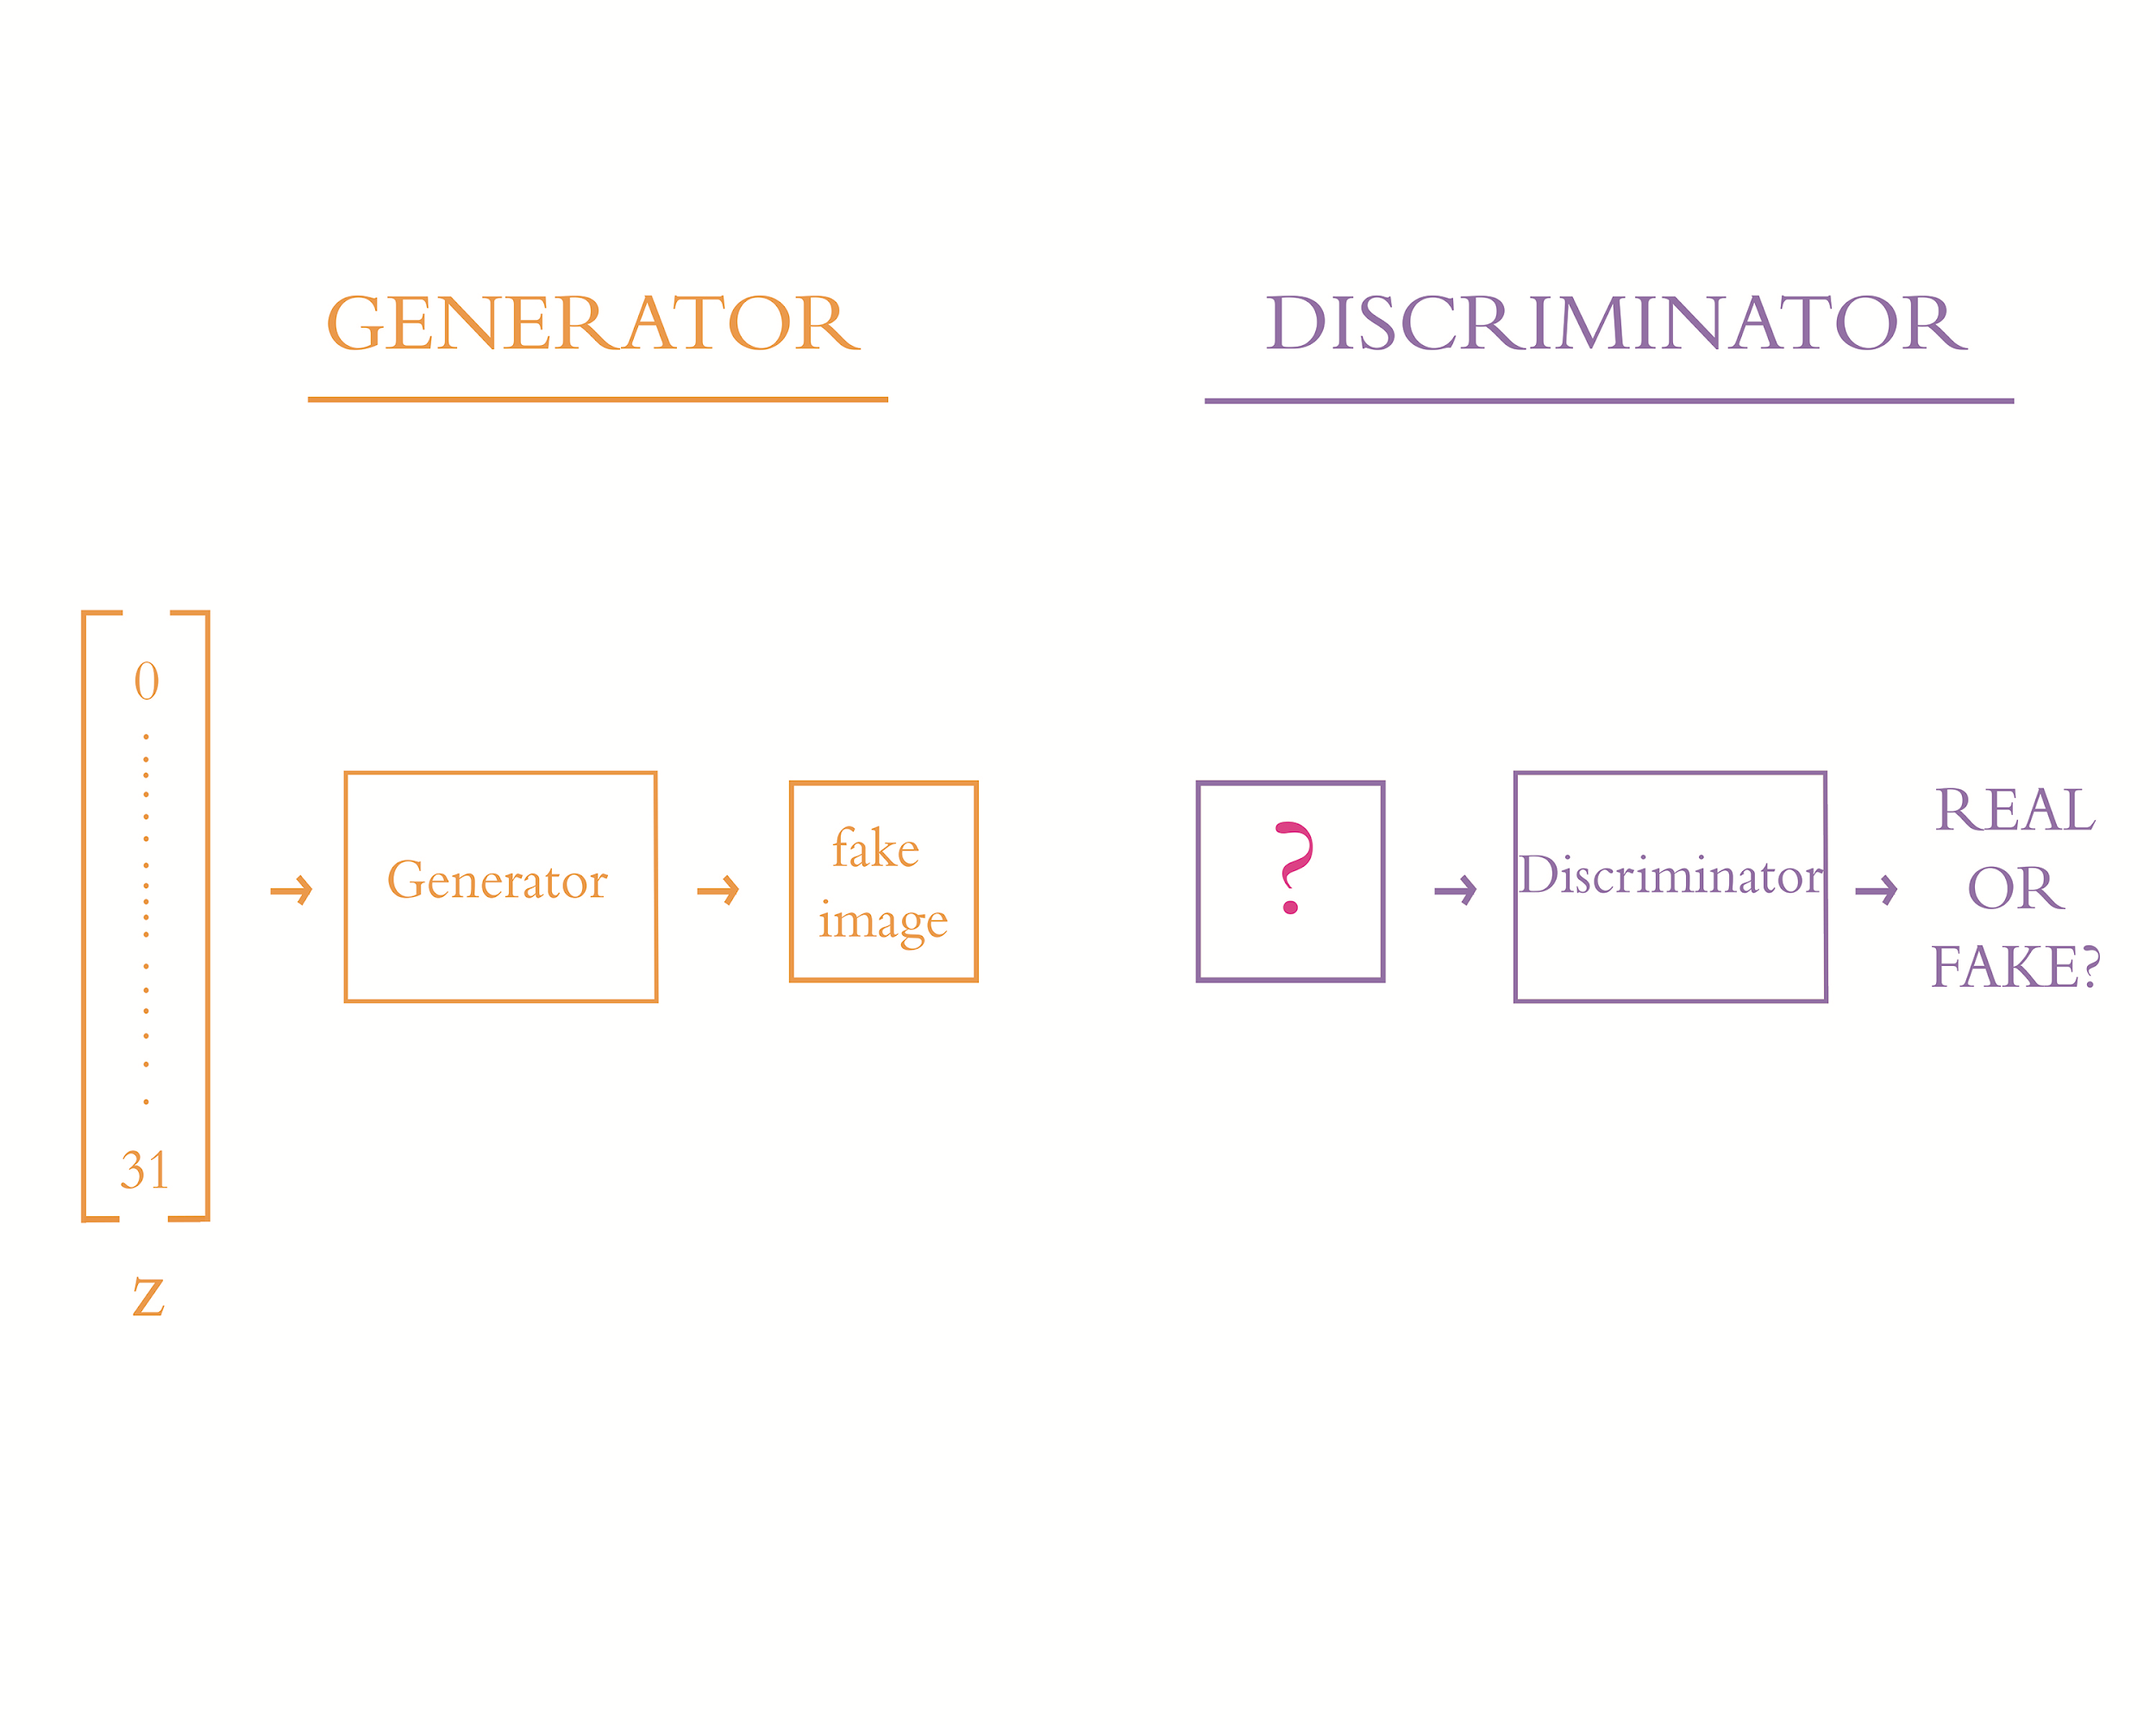 GENERATOR
DISCRIMINATOR
0
31
z
Generator
fake
image
?
Discriminator
REAL
OR
FAKE?